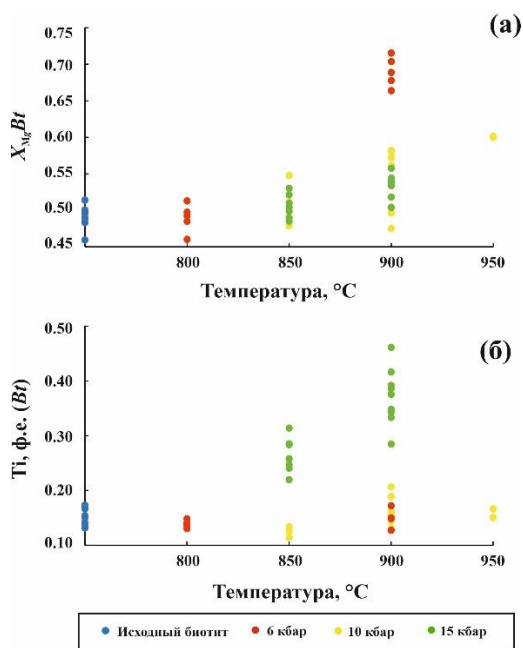 (а)
X_Mg Bt
0.75
0.70
0.65
0.60
0.55
0.50
0.45
800 850 900 950
Температура, °С
(б)
Ti, ф.е. (Bt)
0.50
0.40
0.30
0.20
0.10
800 850 900 950
Температура, °С
Исходный биотит 6 кбар 10 кбар 15 кбар